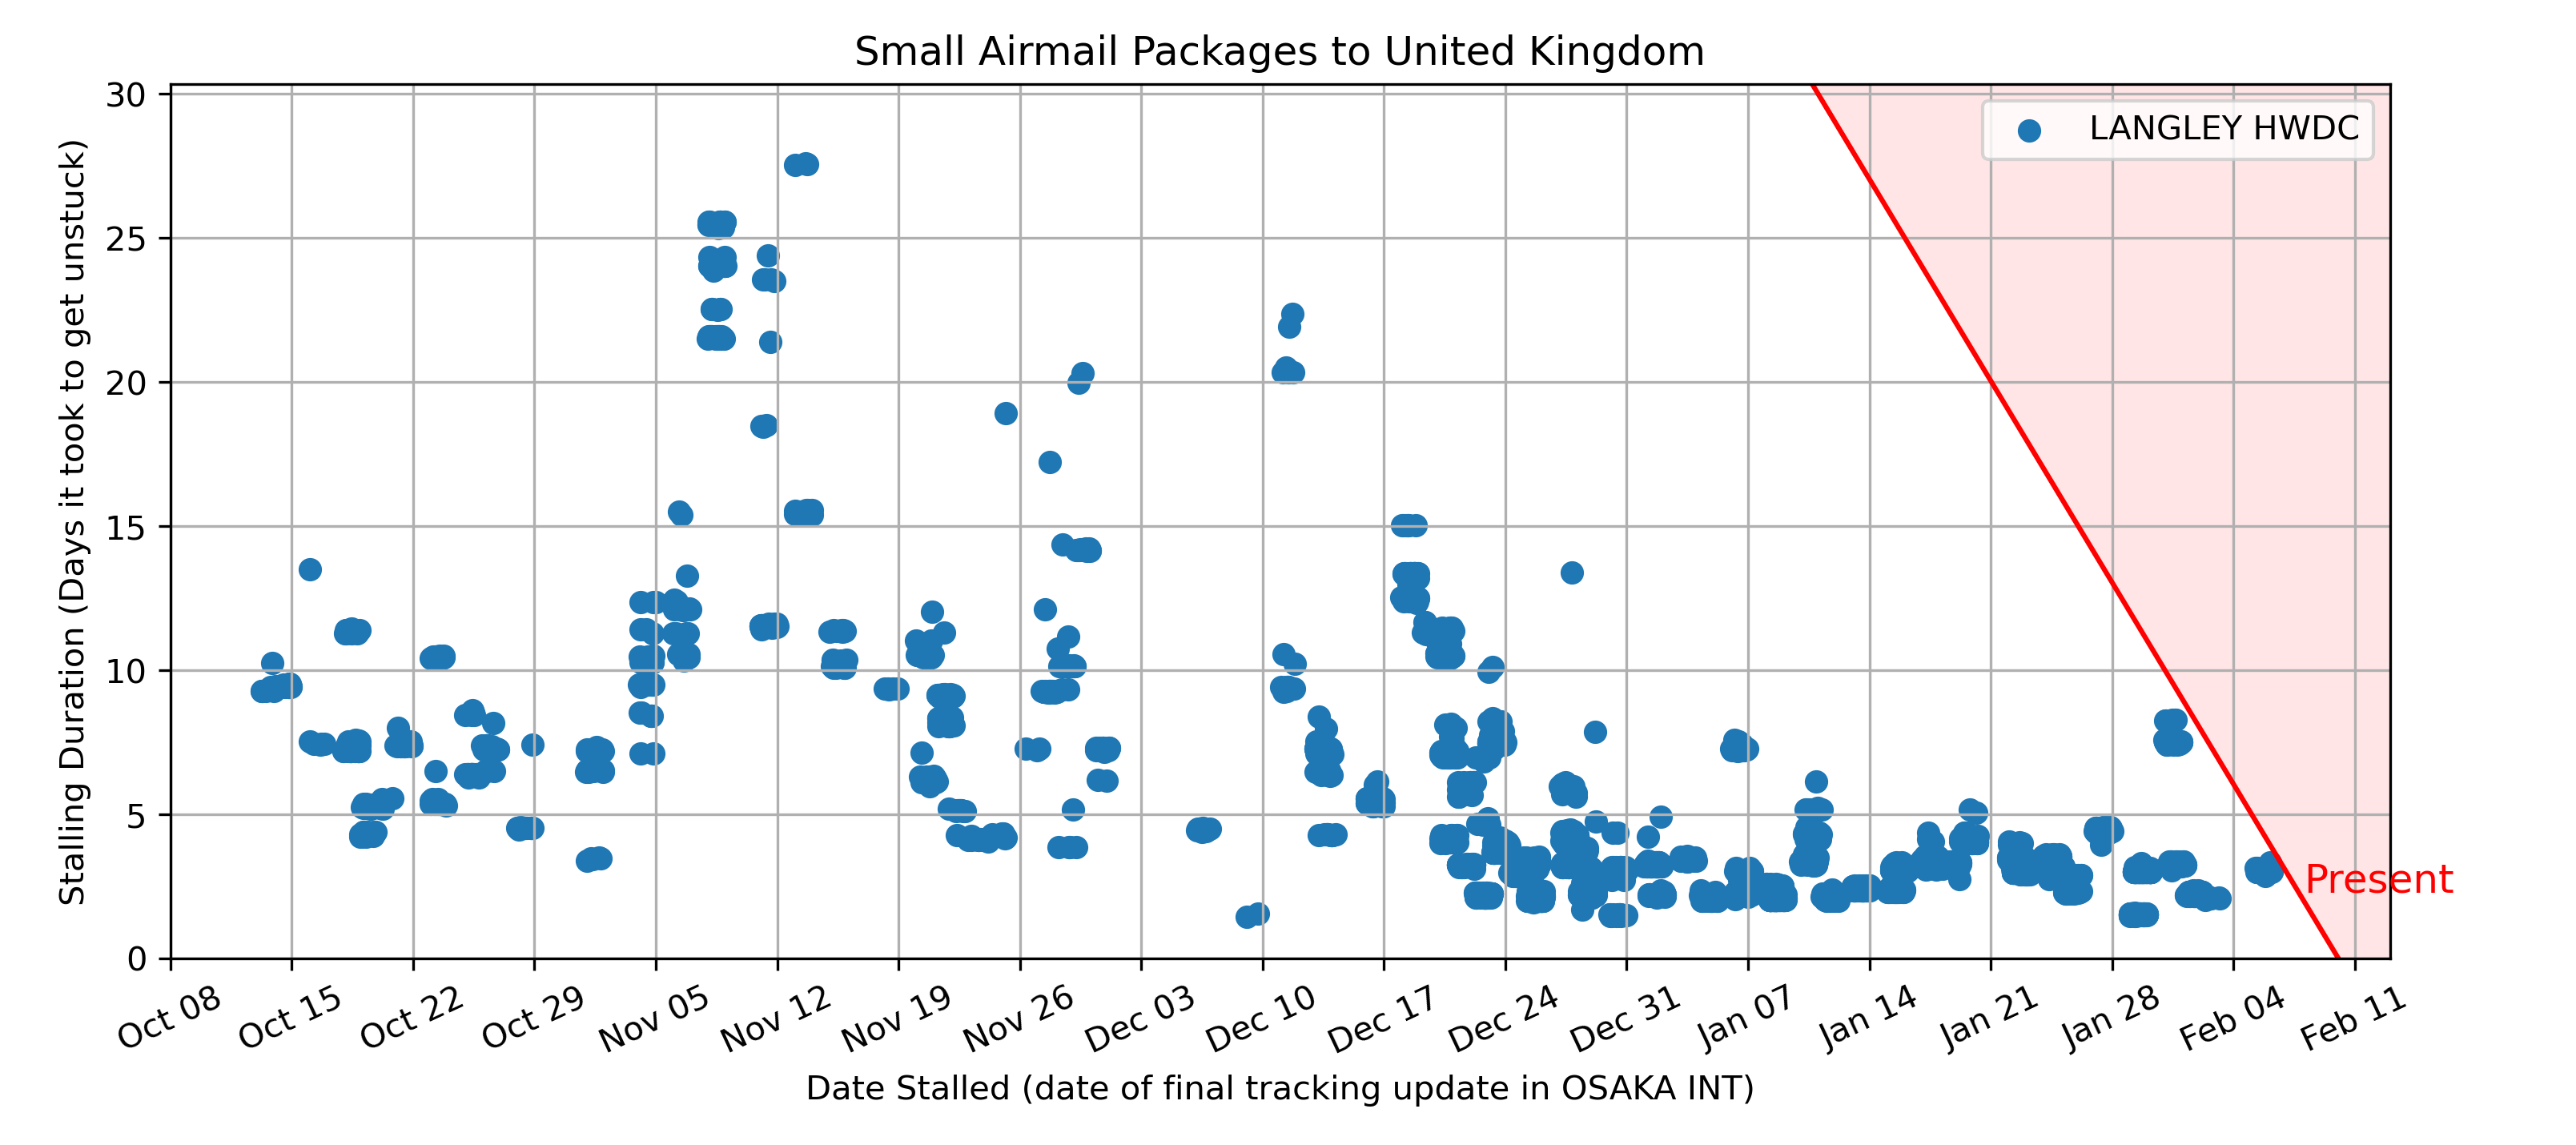 Small Airmail Packages to United Kingdom
LANGLEY HWDC
Stalling Duration (Days it took to get unstuck)
30
25
20
15
10
5
0
Present
Oct 08
Oct 15
Oct 22
Oct 29
Nov 05
Nov 12
Nov 19
Nov 26
Dec 03
Dec 10
Dec 17
Dec 24
Dec 31
Jan 07
Jan 14
Jan 21
Jan 28
Feb 04
Feb 11
Date Stalled (date of final tracking update in OSAKA INT)